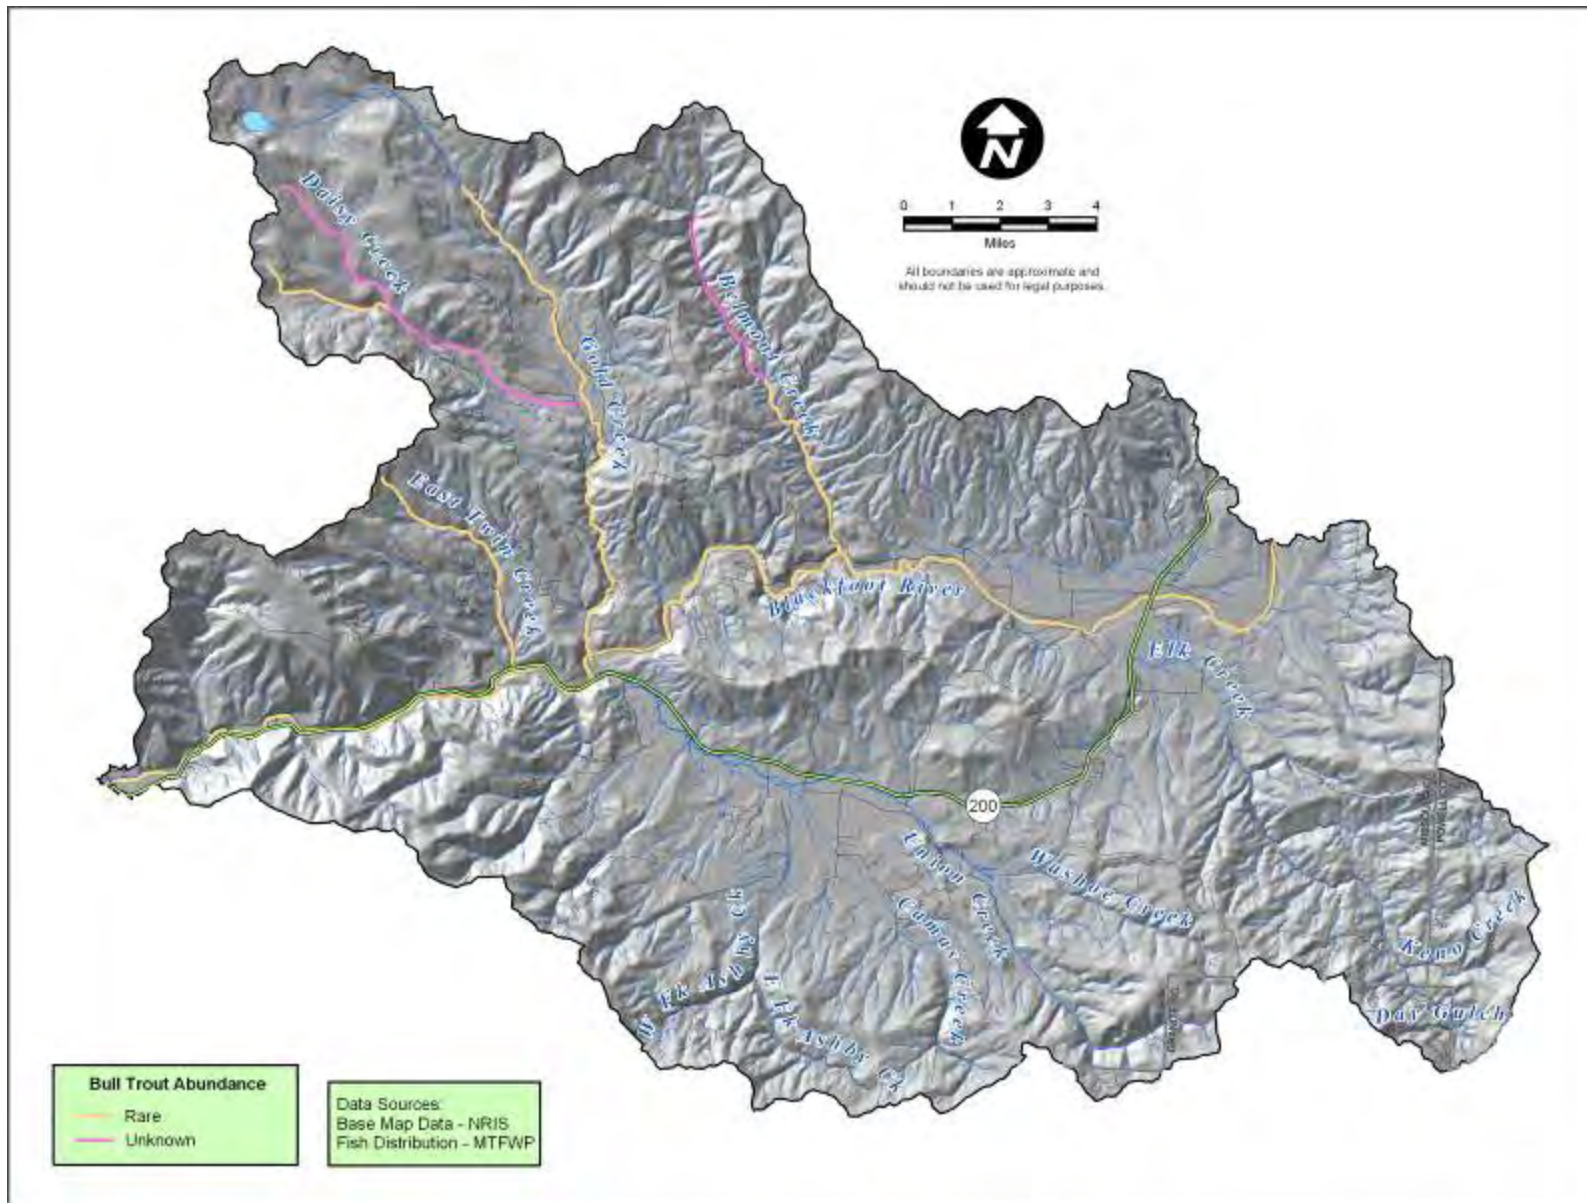 N
0 1 2 3 4
Miles
All boundaries are approximate and
should not be used for legal purposes.
Daisy Creek
Belmont Creek
Gold Creek
East Twin Creek
Blackfoot River
Elk Creek
200
Union Creek
Washoe Creek
Camas Creek
W Fk Ashby Ck
E Fk Ashby Ck
Keno Creek
Day Gulch
Bull Trout Abundance
Rare
Unknown
Data Sources:
Base Map Data - NRIS
Fish Distribution - MTFWP